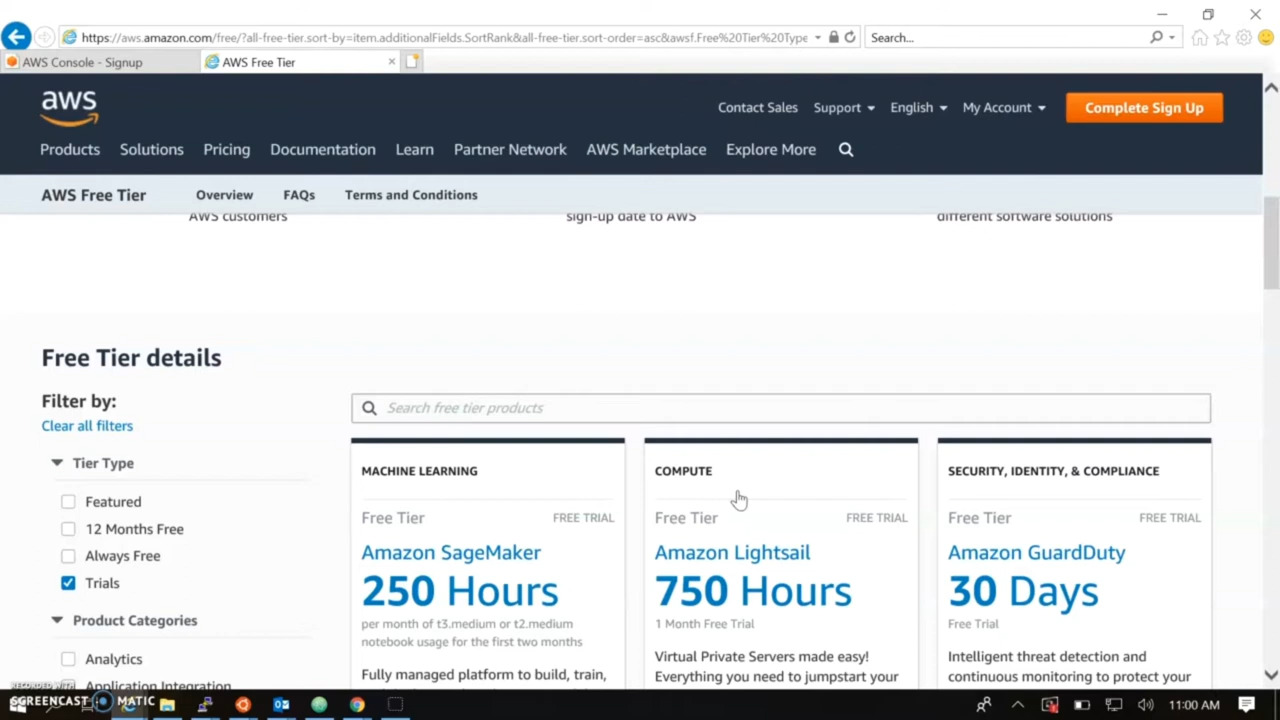 https://aws.amazon.com/free/?all-free-tier.sort-by=item.additionalFields.SortRank&all-free-tier.sort-order=asc&awsf.Free%20Tier%20Type
Search...
AWS Console - Signup
AWS Free Tier
aws
Contact Sales
Support
English
My Account
Complete Sign Up
Products
Solutions
Pricing
Documentation
Learn
Partner Network
AWS Marketplace
Explore More
AWS Free Tier
Overview
FAQs
Terms and Conditions
AWS customers
sign-up date to AWS
different software solutions
Free Tier details
Filter by:
Clear all filters
Tier Type
Featured
12 Months Free
Always Free
Trials
Product Categories
Analytics
Application Integration
Search free tier products
MACHINE LEARNING
Free Tier
FREE TRIAL
Amazon SageMaker
250 Hours
per month of t3.medium or t2.medium
notebook usage for the first two months
Fully managed platform to build, train,
COMPUTE
Free Tier
FREE TRIAL
Amazon Lightsail
750 Hours
1 Month Free Trial
Virtual Private Servers made easy!
Everything you need to jumpstart your
SECURITY, IDENTITY, & COMPLIANCE
Free Tier
FREE TRIAL
Amazon GuardDuty
30 Days
Free Trial
Intelligent threat detection and
continuous monitoring to protect your
RECORDED WITH
SCREENCAST MATIC
11:00 AM